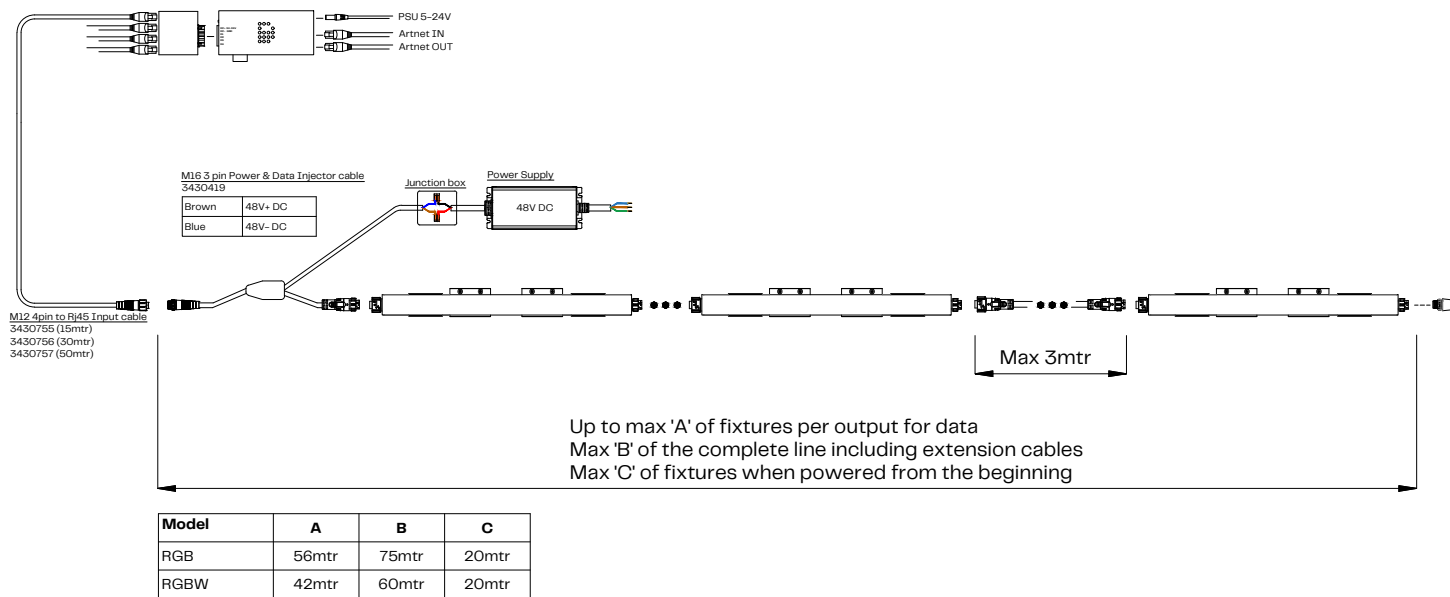 PSU 5-24V
Artnet IN
Artnet OUT
M16 3 pin Power & Data Injector cable
3430419
Brown 48V+ DC
Blue 48V- DC
Junction box
Power Supply
48V DC
M12 4pin to Rj45 Input cable
3430755 (15mtr)
3430756 (30mtr)
3430757 (50mtr)
Max 3mtr
Up to max 'A' of fixtures per output for data
Max 'B' of the complete line including extension cables
Max 'C' of fixtures when powered from the beginning
Model A B C
RGB 56mtr 75mtr 20mtr
RGBW 42mtr 60mtr 20mtr